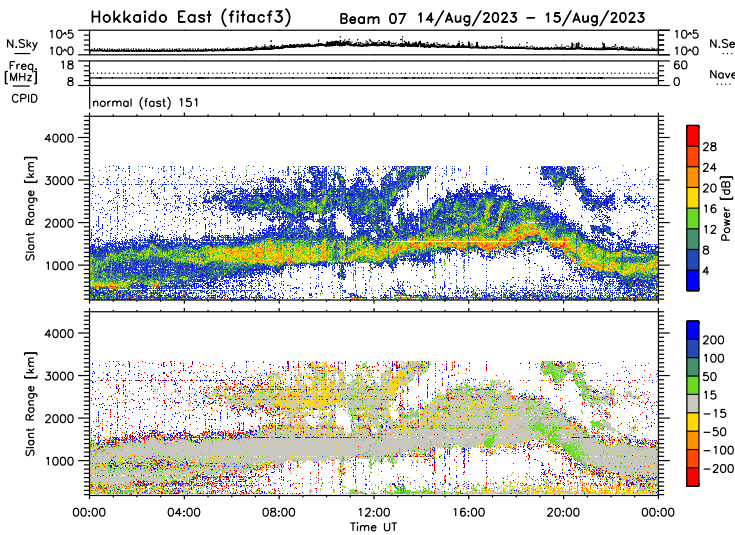 Hokkaido East (fitacf3) Beam 07 14/Aug/2023 - 15/Aug/2023
N.Sky 10^5 10^0 10^5 10^0 N.Se
Freq. [MHz] 18 8 60 0 Nave
CPID normal (fast) 151
Slant Range [km] 4000 3000 2000 1000
Power [dB] 28 24 20 16 12 8 4
Slant Range [km] 4000 3000 2000 1000
200 100 50 15 -15 -50 -100 -200
00:00 04:00 08:00 12:00 16:00 20:00 00:00
Time UT